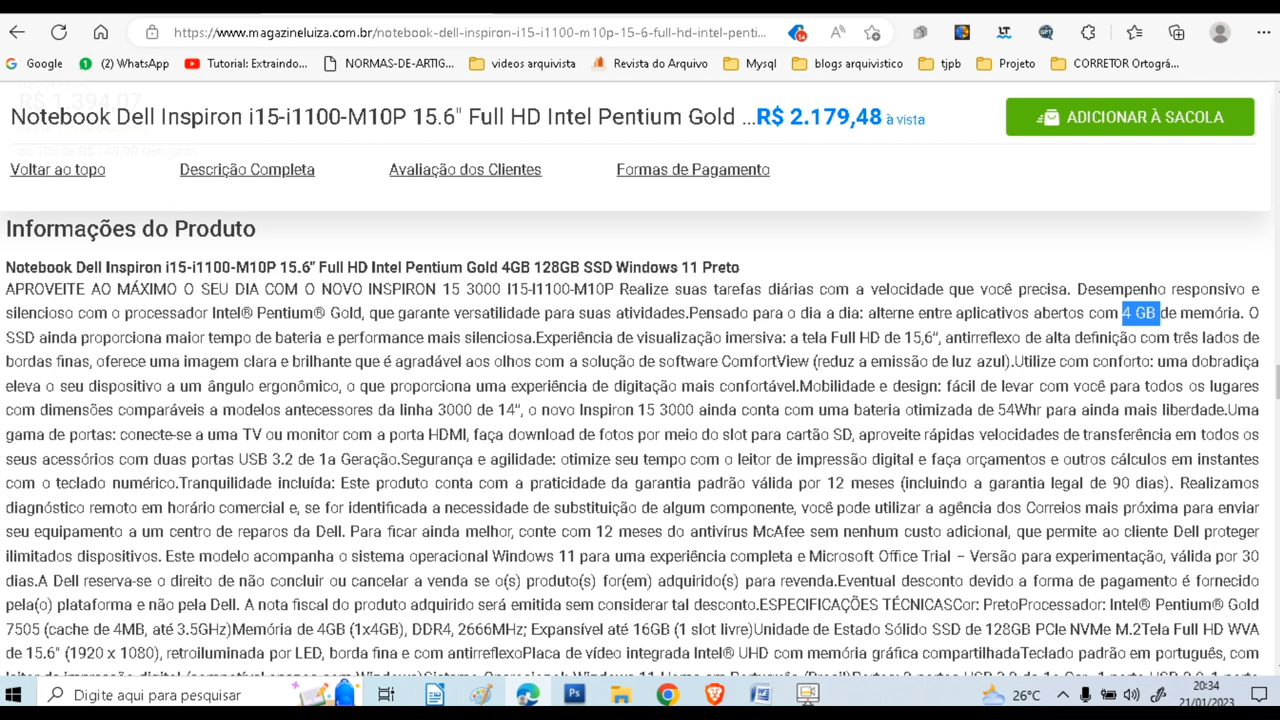 https://www.magazineluiza.com.br/notebook-dell-inspiron-i15-i1100-m10p-15-6-full-hd-intel-penti...
14
Google
(2) WhatsApp
Tutorial: Extraindo...
NORMAS-DE-ARTIG...
videos arquivista
Revista do Arquivo
Mysql
blogs arquivistico
tjpb
Projeto
CORRETOR Ortográ...
R$ 1.394,07
Notebook Dell Inspiron i15-i1100-M10P 15.6" Full HD Intel Pentium Gold ...R$ 2.179,48 à vista
ADICIONAR À SACOLA
ou 10x de R$ 149,90 sem juros
Voltar ao topo
Descrição Completa
Avaliação dos Clientes
Formas de Pagamento
Informações do Produto
Notebook Dell Inspiron i15-i1100-M10P 15.6” Full HD Intel Pentium Gold 4GB 128GB SSD Windows 11 Preto
APROVEITE AO MÁXIMO O SEU DIA COM O NOVO INSPIRON 15 3000 I15-I1100-M10P Realize suas tarefas diárias com a velocidade que você precisa. Desempenho responsivo e
silencioso com o processador Intel® Pentium® Gold, que garante versatilidade para suas atividades.Pensado para o dia a dia: alterne entre aplicativos abertos com 4 GB de memória. O
SSD ainda proporciona maior tempo de bateria e performance mais silenciosa.Experiência de visualização imersiva: a tela Full HD de 15,6”, antirreflexo de alta definição com três lados de
bordas finas, oferece uma imagem clara e brilhante que é agradável aos olhos com a solução de software ComfortView (reduz a emissão de luz azul).Utilize com conforto: uma dobradiça
eleva o seu dispositivo a um ângulo ergonômico, o que proporciona uma experiência de digitação mais confortável.Mobilidade e design: fácil de levar com você para todos os lugares
com dimensões comparáveis a modelos antecessores da linha 3000 de 14”, o novo Inspiron 15 3000 ainda conta com uma bateria otimizada de 54Whr para ainda mais liberdade.Uma
gama de portas: conecte-se a uma TV ou monitor com a porta HDMI, faça download de fotos por meio do slot para cartão SD, aproveite rápidas velocidades de transferência em todos os
seus acessórios com duas portas USB 3.2 de 1a Geração.Segurança e agilidade: otimize seu tempo com o leitor de impressão digital e faça orçamentos e outros cálculos em instantes
com o teclado numérico.Tranquilidade incluída: Este produto conta com a praticidade da garantia padrão válida por 12 meses (incluindo a garantia legal de 90 dias). Realizamos
diagnóstico remoto em horário comercial e, se for identificada a necessidade de substituição de algum componente, você pode utilizar a agência dos Correios mais próxima para enviar
seu equipamento a um centro de reparos da Dell. Para ficar ainda melhor, conte com 12 meses do antivírus McAfee sem nenhum custo adicional, que permite ao cliente Dell proteger
ilimitados dispositivos. Este modelo acompanha o sistema operacional Windows 11 para uma experiência completa e Microsoft Office Trial – Versão para experimentação, válida por 30
dias.A Dell reserva-se o direito de não concluir ou cancelar a venda se o(s) produto(s) for(em) adquirido(s) para revenda.Eventual desconto devido a forma de pagamento é fornecido
pela(o) plataforma e não pela Dell. A nota fiscal do produto adquirido será emitida sem considerar tal desconto.ESPECIFICAÇÕES TÉCNICASCor: PretoProcessador: Intel® Pentium® Gold
7505 (cache de 4MB, até 3.5GHz)Memória de 4GB (1x4GB), DDR4, 2666MHz; Expansível até 16GB (1 slot livre)Unidade de Estado Sólido SSD de 128GB PCIe NVMe M.2Tela Full HD WVA
de 15.6" (1920 x 1080), retroiluminada por LED, borda fina e com antirreflexoPlaca de vídeo integrada Intel® UHD com memória gráfica compartilhadaTeclado padrão em português, com
Digite aqui para pesquisar
Ps
26°C
20:34
21/01/2023